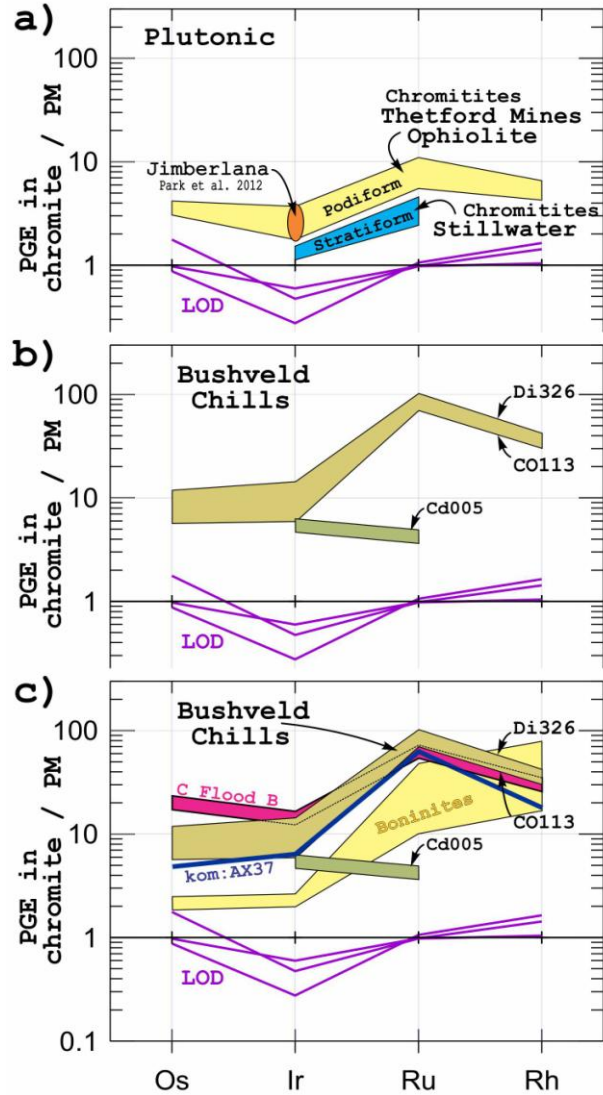 a)
Plutonic
100
Chromitites
Thetford Mines
Ophiolite
10
Jimberlana
Park et al. 2012
Podiform
Chromitites
Stillwater
Stratiform
1
LOD
PGE in
chromite / PM
b)
Bushveld
Chills
100
Di326
CO113
10
Cd005
1
LOD
PGE in
chromite / PM
c)
Bushveld
Chills
100
Di326
C Flood B
Boninites
CO113
10
Cd005
kom:AX37
1
LOD
0.1
PGE in
chromite / PM
Os Ir Ru Rh